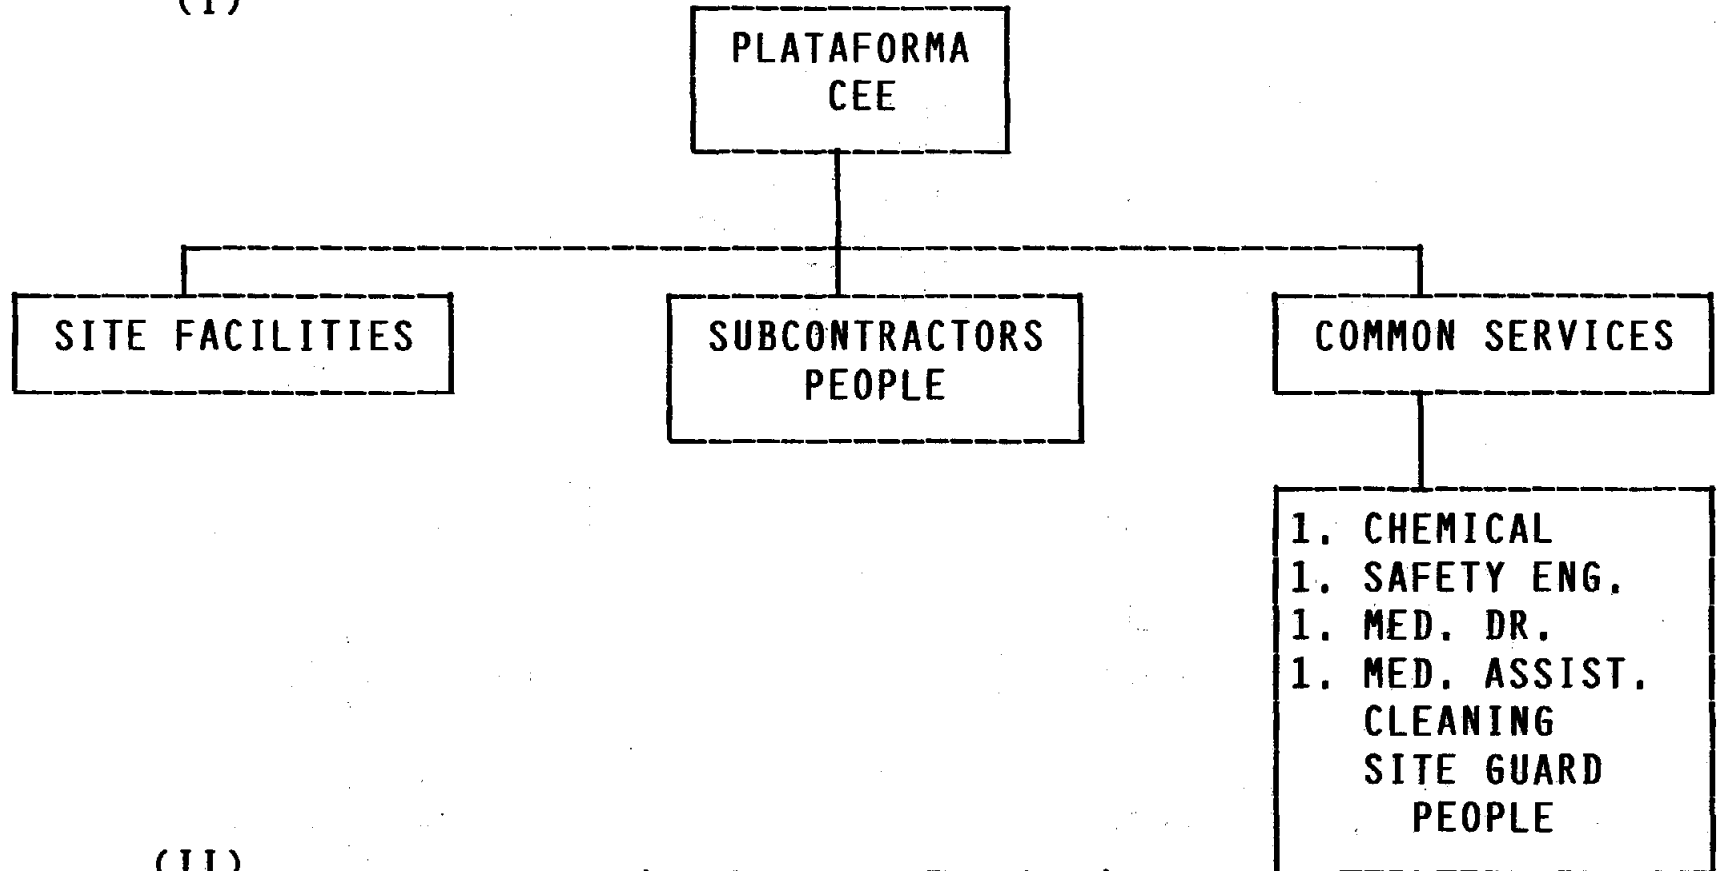 (I)
PLATAFORMA
CEE
SITE FACILITIES
SUBCONTRACTORS
PEOPLE
COMMON SERVICES
1. CHEMICAL
1. SAFETY ENG.
1. MED. DR.
1. MED. ASSIST.
CLEANING
SITE GUARD
PEOPLE
(II)